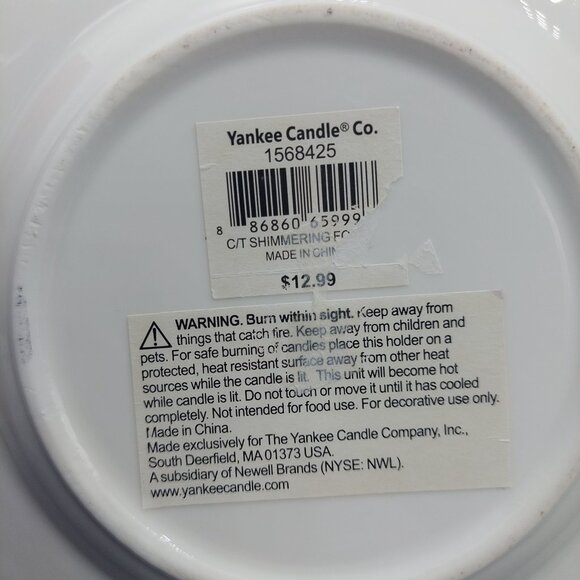 Yankee Candle® Co.
1568425
8 86860 65999
C/T SHIMMERING
MADE IN
$12.99
WARNING. Burn within sight. Keep away from
things that catch fire. Keep away from children and
pets. For safe burning of candles place this holder on a
protected, heat resistant surface away from other heat
sources while the candle is lit. This unit will become hot
while candle is lit. Do not touch or move it until it has cooled
completely. Not intended for food use. For decorative use only.
Made in China.
Made exclusively for The Yankee Candle Company, Inc.,
South Deerfield, MA 01373 USA.
A subsidiary of Newell Brands (NYSE: NWL).
www.yankeecandle.com